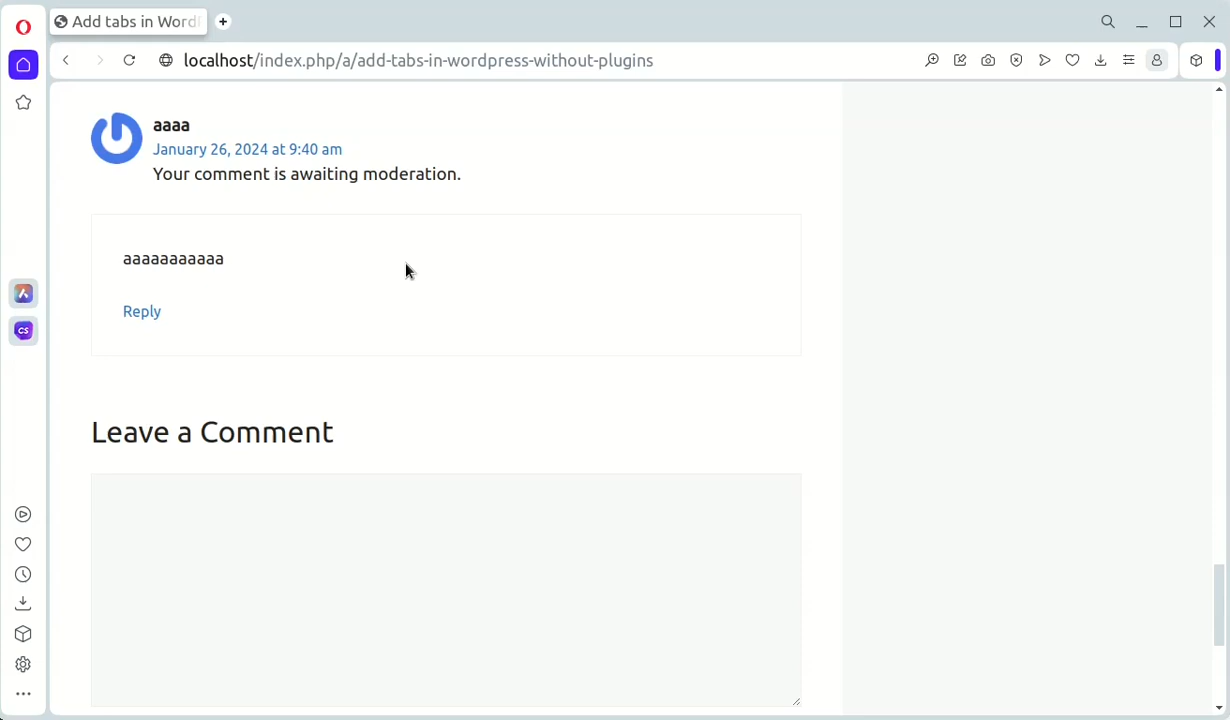 Add tabs in Word
localhost/index.php/a/add-tabs-in-wordpress-without-plugins
aaaa
January 26, 2024 at 9:40 am
Your comment is awaiting moderation.
aaaaaaaaaaa
Reply
CS
Leave a Comment